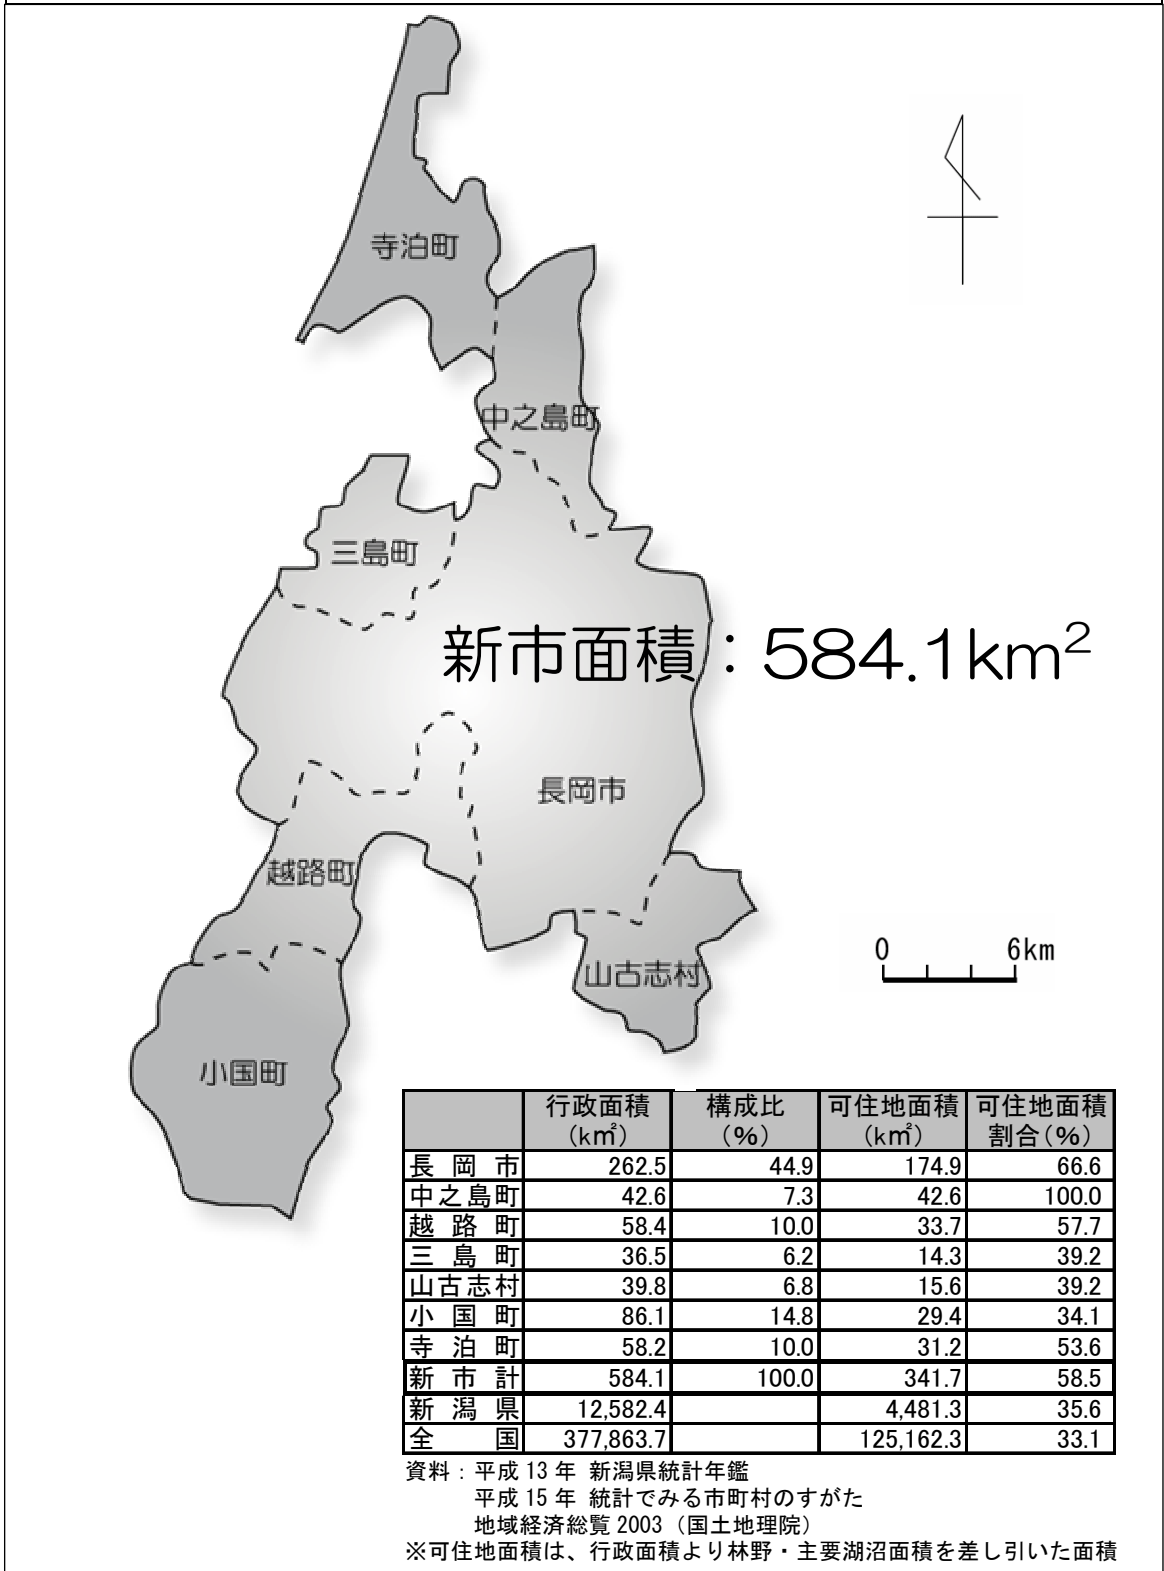 寺泊町
中之島町
三島町
新市面積：584.1km²
長岡市
越路町
0 6km
山古志村
小国町
行政面積（k㎡） 構成比（%） 可住地面積（k㎡） 可住地面積割合（%）
長岡市 262.5 44.9 174.9 66.6
中之島町 42.6 7.3 42.6 100.0
越路町 58.4 10.0 33.7 57.7
三島町 36.5 6.2 14.3 39.2
山古志村 39.8 6.8 15.6 39.2
小国町 86.1 14.8 29.4 34.1
寺泊町 58.2 10.0 31.2 53.6
新市計 584.1 100.0 341.7 58.5
新潟県 12,582.4 4,481.3 35.6
全国 377,863.7 125,162.3 33.1
資料：平成13年 新潟県統計年鑑
平成15年 統計でみる市町村のすがた
地域経済総覧2003（国土地理院）
※可住地面積は、行政面積より林野・主要湖沼面積を差し引いた面積